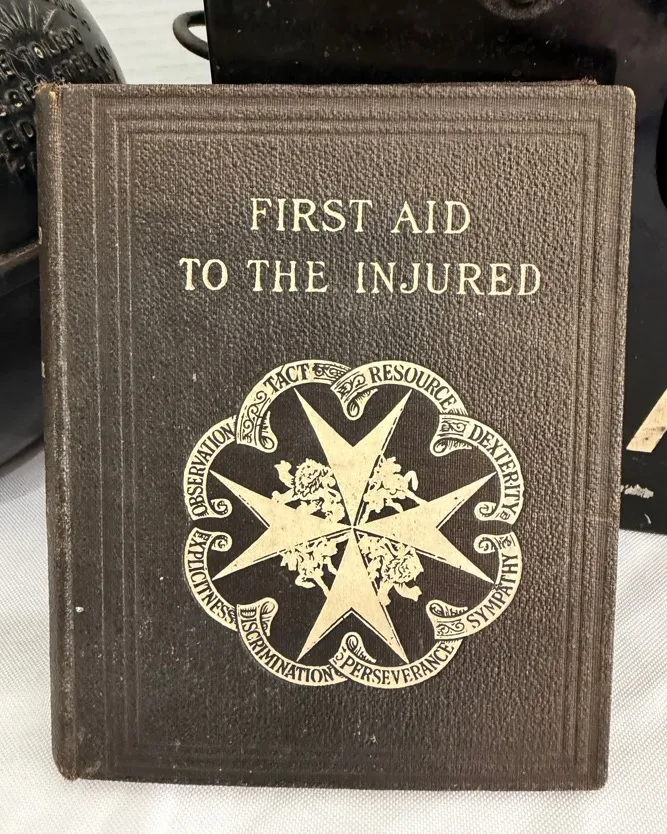 FIRST AID
TO THE INJURED
OBSERVATION
TACT
RESOURCE
DEXTERITY
SYMPATHY
PERSEVERANCE
DISCRIMINATION
EXPLICITNESS